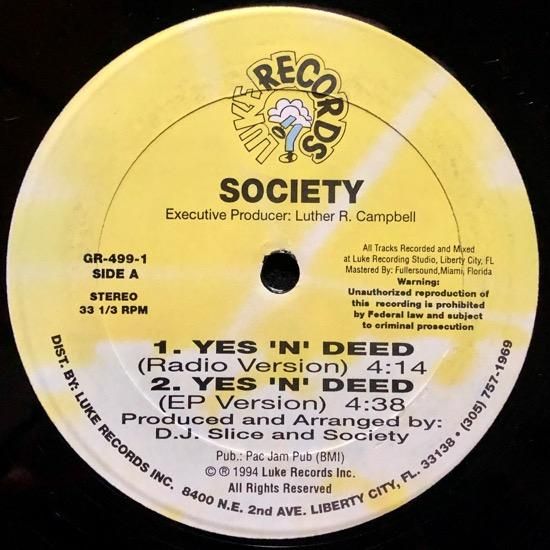 LUKE RECORDS
SOCIETY
Executive Producer: Luther R. Campbell
GR-499-1
SIDE A
STEREO
33 1/3 RPM
All Tracks Recorded and Mixed
at Luke Recording Studio, Liberty City, FL
Mastered By: Fullersound,Miami, Florida
Warning:
Unauthorized reproduction of
this recording is prohibited
by Federal law and subject
to criminal prosecution
1. YES 'N' DEED
(Radio Version) 4:14
2. YES 'N' DEED
(EP Version) 4:38
Produced and Arranged by:
D.J. Slice and Society
Pub.: Pac Jam Pub (BMI)
© ℗ 1994 Luke Records Inc.
All Rights Reserved
DIST. BY: LUKE RECORDS INC. 8400 N.E. 2nd AVE. LIBERTY CITY, FL. 33138 • (305) 757-1969